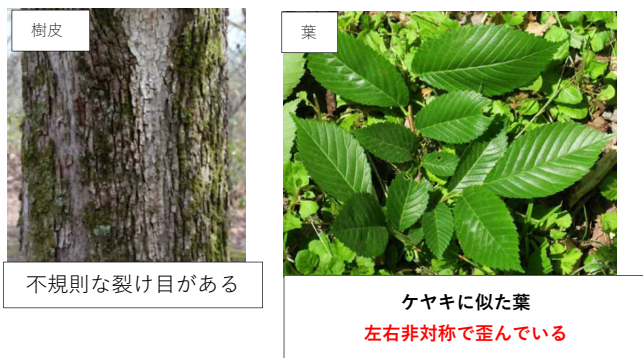 樹皮
葉
不規則な裂け目がある
ケヤキに似た葉
左右非対称で歪んでいる